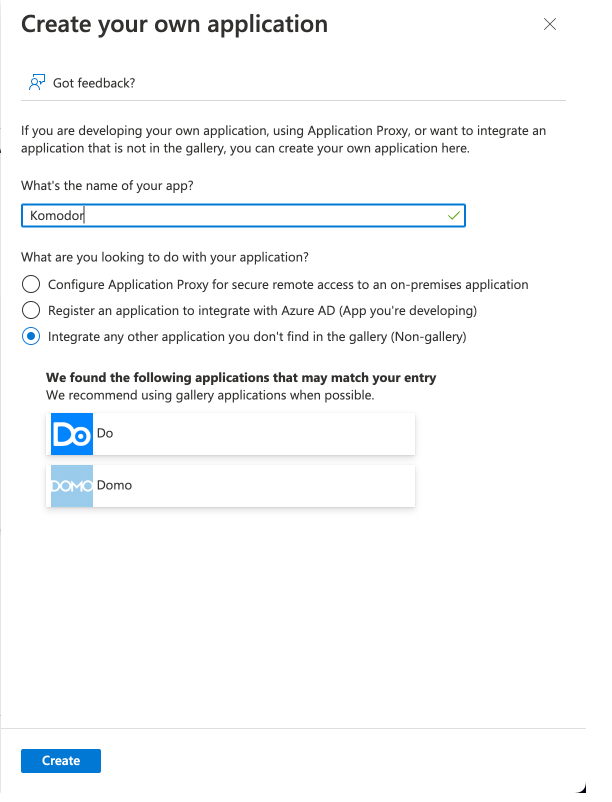 Create your own application
Got feedback?
If you are developing your own application, using Application Proxy, or want to integrate an
application that is not in the gallery, you can create your own application here.
What's the name of your app?
Komodor
What are you looking to do with your application?
Configure Application Proxy for secure remote access to an on-premises application
Register an application to integrate with Azure AD (App you're developing)
Integrate any other application you don't find in the gallery (Non-gallery)
We found the following applications that may match your entry
We recommend using gallery applications when possible.
Do Do
DOMO Domo
Create